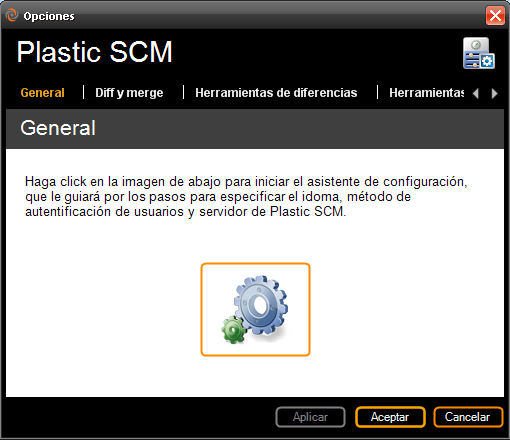 Opciones
Plastic SCM
General
Diff y merge
Herramientas de diferencias
Herramientas
General
Haga click en la imagen de abajo para iniciar el asistente de configuración,
que le guiará por los pasos para especificar el idoma, método de
autentificación de usuarios y servidor de Plastic SCM.
Aplicar
Aceptar
Cancelar